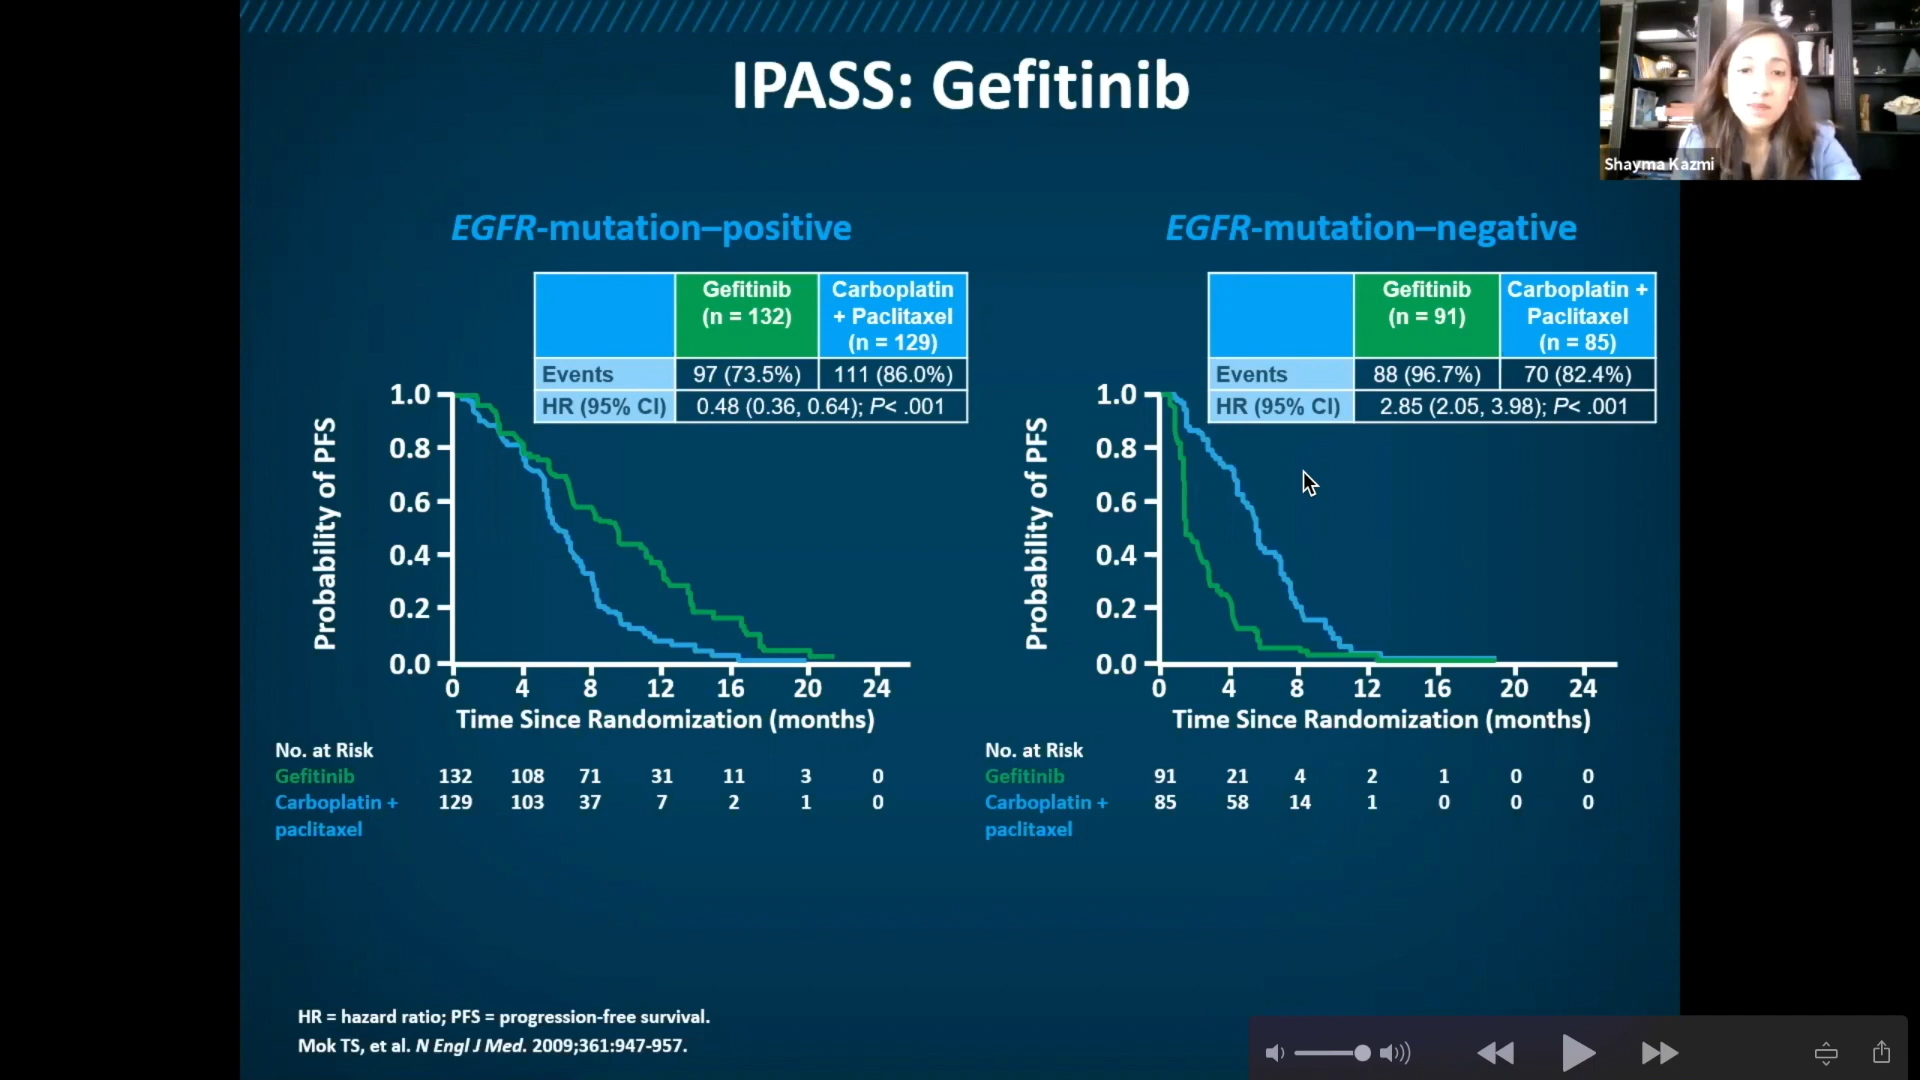 IPASS: Gefitinib
Shayma Kazmi
EGFR-mutation–positive
Gefitinib (n = 132)
Carboplatin + Paclitaxel (n = 129)
Events 97 (73.5%) 111 (86.0%)
HR (95% CI) 0.48 (0.36, 0.64); P< .001
Probability of PFS
1.0
0.8
0.6
0.4
0.2
0.0
0 4 8 12 16 20 24
Time Since Randomization (months)
No. at Risk
Gefitinib 132 108 71 31 11 3 0
Carboplatin + 129 103 37 7 2 1 0
paclitaxel
EGFR-mutation–negative
Gefitinib (n = 91)
Carboplatin + Paclitaxel (n = 85)
Events 88 (96.7%) 70 (82.4%)
HR (95% CI) 2.85 (2.05, 3.98); P< .001
Probability of PFS
1.0
0.8
0.6
0.4
0.2
0.0
0 4 8 12 16 20 24
Time Since Randomization (months)
No. at Risk
Gefitinib 91 21 4 2 1 0 0
Carboplatin + 85 58 14 1 0 0 0
paclitaxel
HR = hazard ratio; PFS = progression-free survival.
Mok TS, et al. N Engl J Med. 2009;361:947-957.